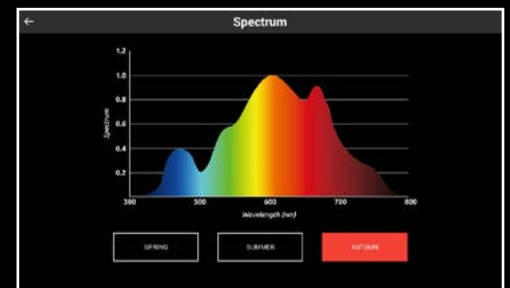 ←
Spectrum
1.2
1.0
0.8
0.6
0.4
0.2
Spectrum
380 500 600 700 800
Wavelength (nm)
SPRING SUMMER AUTUMN